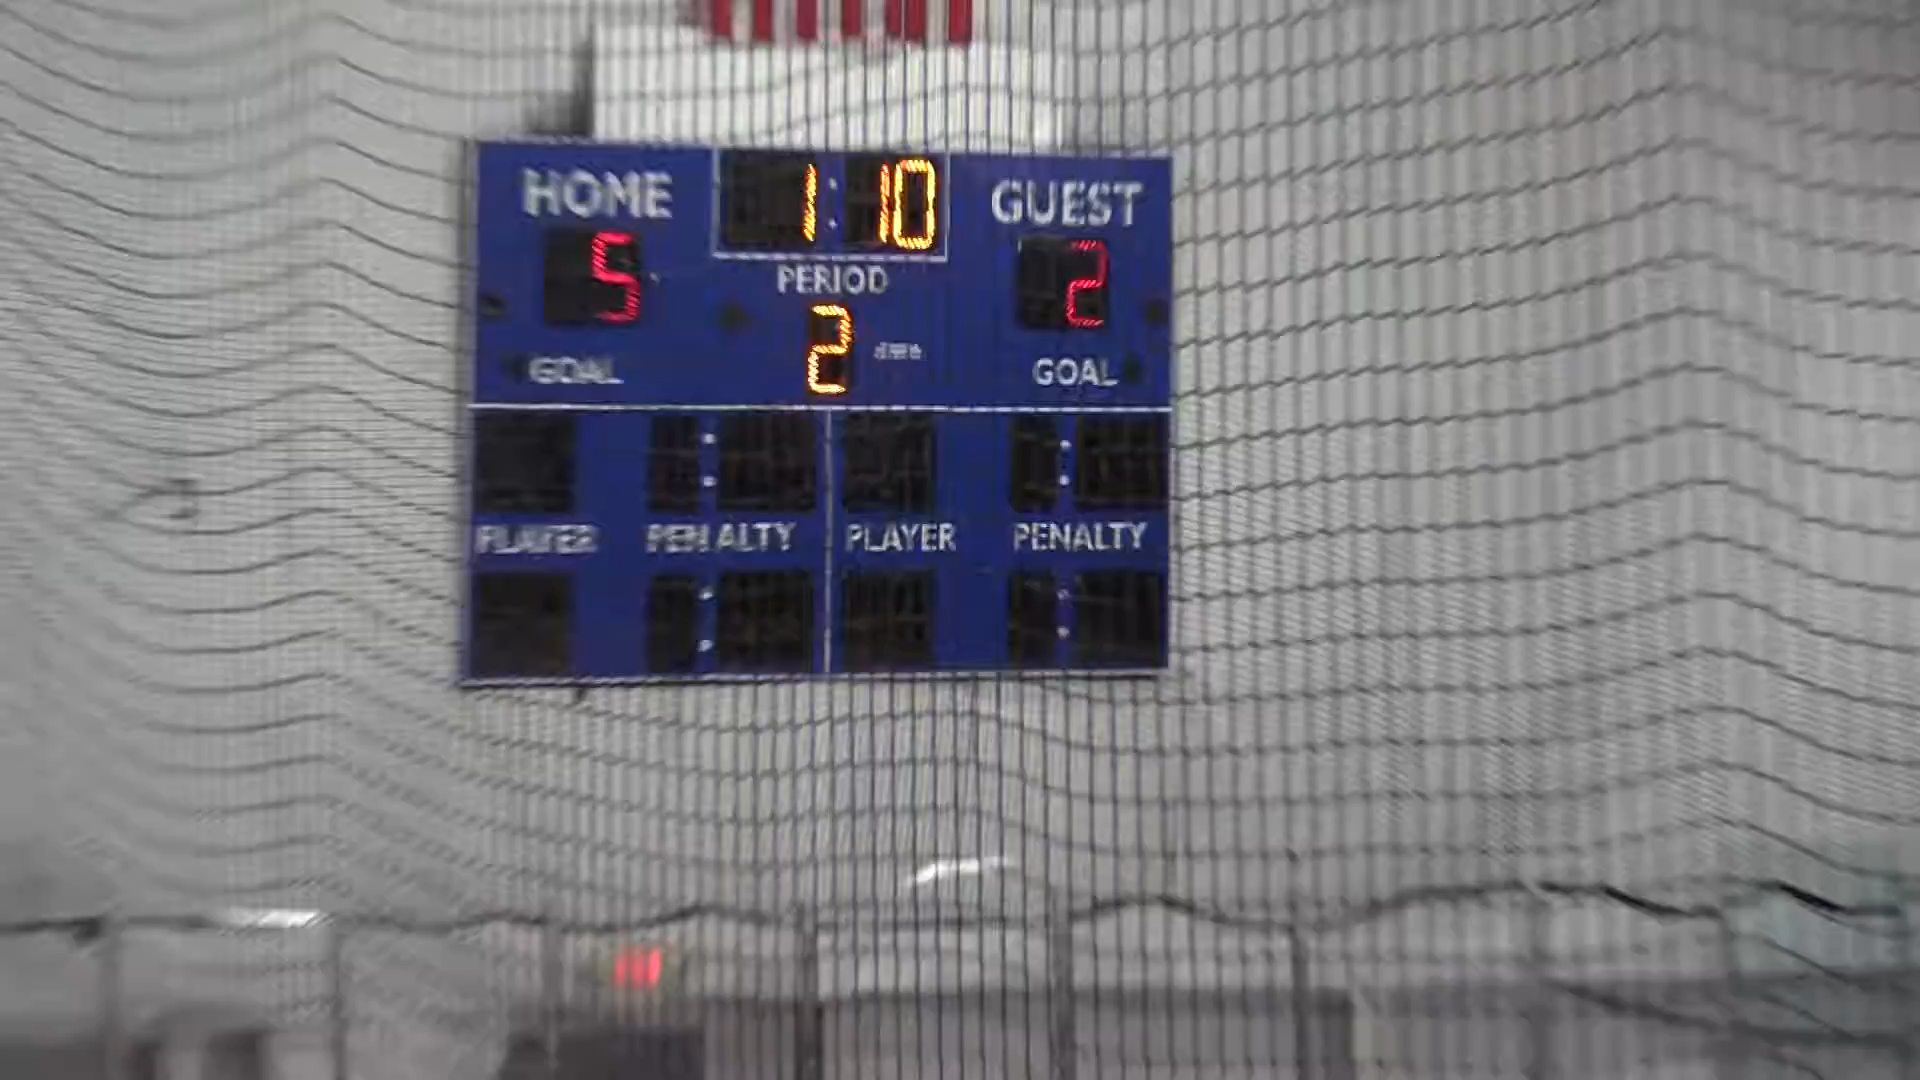 HOME 1:10 GUEST
5 PERIOD 2
GOAL 2 GOAL
PLAYER PENALTY PLAYER PENALTY